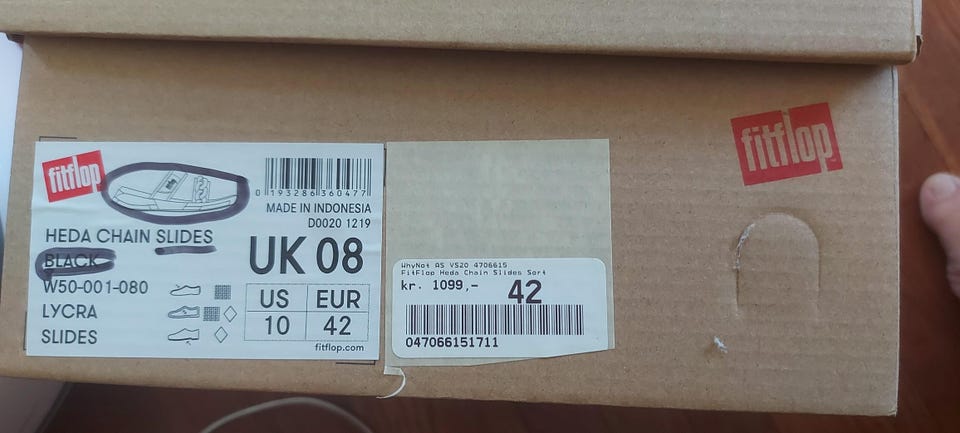 fitflop
0 193286 360477
MADE IN INDONESIA
D0020 1219
HEDA CHAIN SLIDES
BLACK
W50-001-080
LYCRA
SLIDES
UK 08
US EUR
10 42
fitflop.com
WhyNot AS VS20 4706615
FitFlop Heda Chain Slides Sort
kr. 1099,- 42
047066151711
fitflop